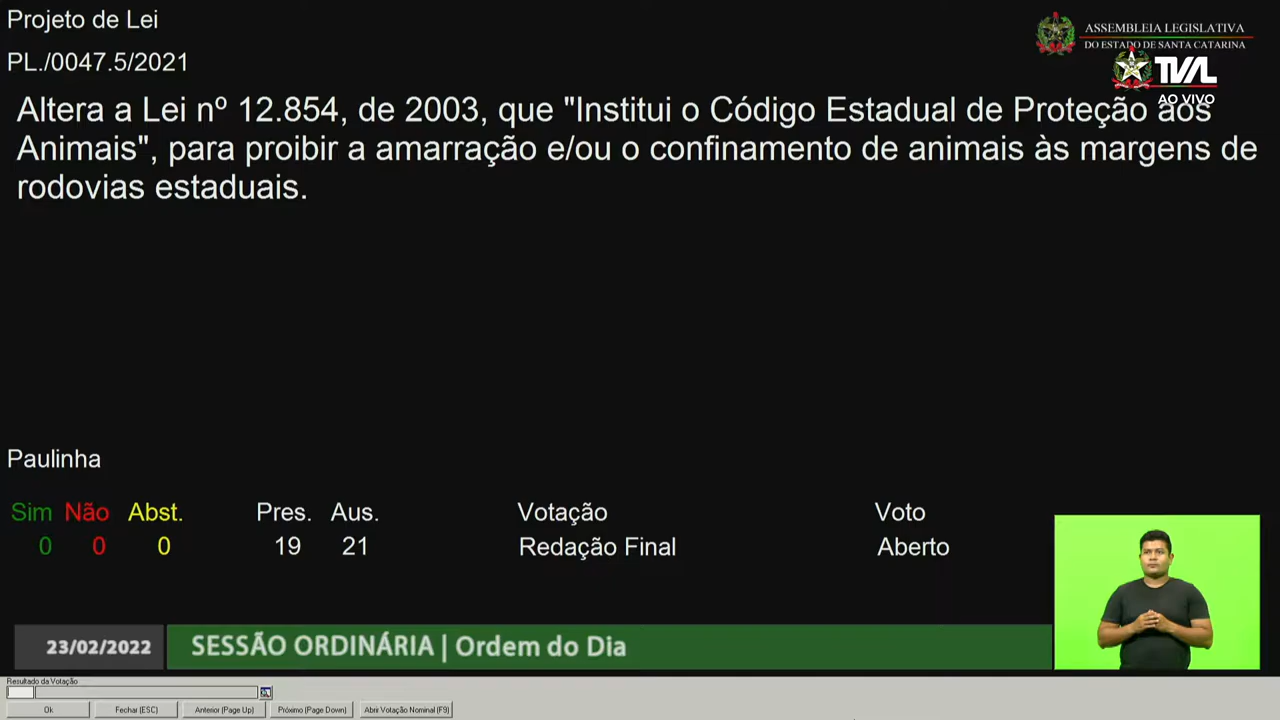 Projeto de Lei
PL./0047.5/2021
ASSEMBLEIA LEGISLATIVA
DO ESTADO DE SANTA CATARINA
TVAL
AO VIVO
Altera a Lei nº 12.854, de 2003, que "Institui o Código Estadual de Proteção aos
Animais", para proibir a amarração e/ou o confinamento de animais às margens de
rodovias estaduais.
Paulinha
Sim Não Abst. Pres. Aus. Votação Voto
0 0 0 19 21 Redação Final Aberto
23/02/2022 SESSÃO ORDINÁRIA | Ordem do Dia
Resultado da Votação
Ok Fechar (ESC) Anterior (Page Up) Próximo (Page Down) Abrir Votação Nominal (F9)